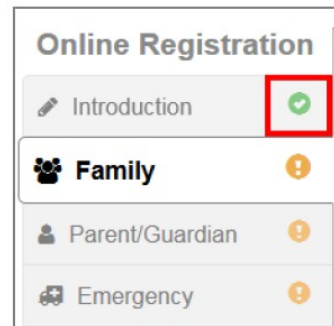 Online Registration
Introduction
Family
Parent/Guardian
Emergency